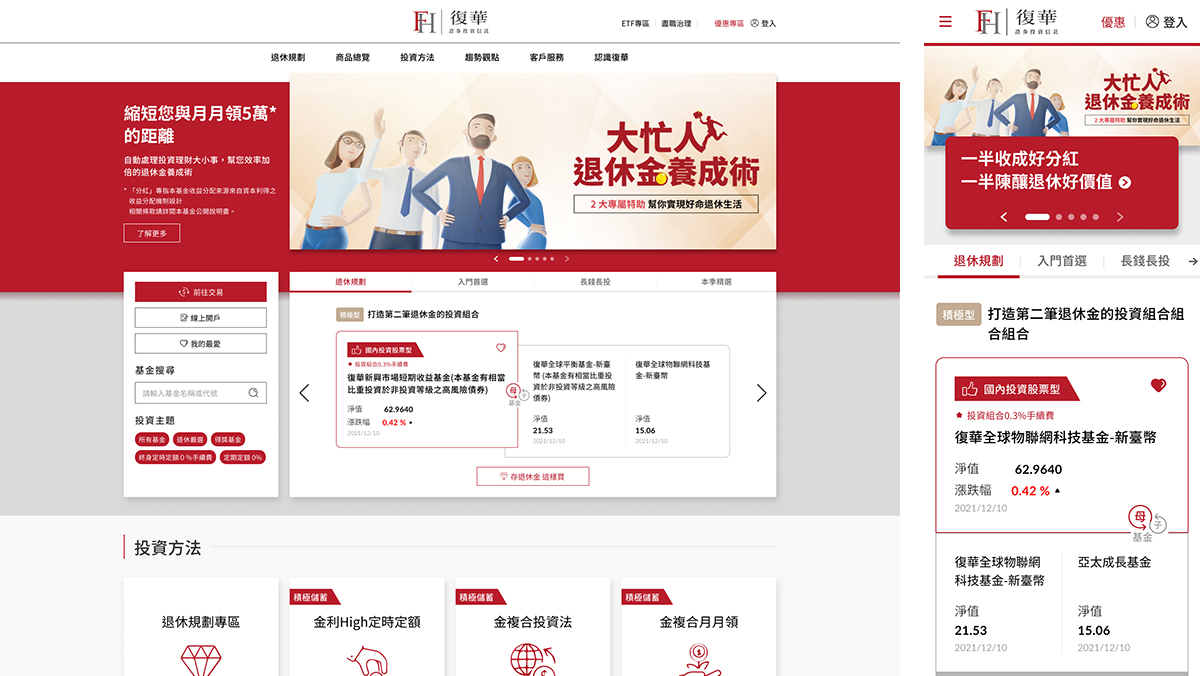 FH 復華
證券投資信託
ETF專區 盡職治理 優惠專區 登入
退休規劃 商品總覽 投資方法 趨勢觀點 客戶服務 認識復華
縮短您與月月領5萬*
的距離
自動處理投資理財大小事，幫您效率加
倍的退休金養成術
*「分紅」專指本基金收益分配來源來自資本利得之
收益分配機制設計
相關條款請詳閱本基金公開說明書。
了解更多
大忙人
退休金養成術
2 大專屬特助 幫你實現好命退休生活
前往交易
線上開戶
我的最愛
基金搜尋
請輸入基金名稱或代號
投資主題
所有基金 退休嚴選 得獎基金
終身定時定額０%手續費 定期定額 0%
退休規劃 入門首選 長錢長投 本季精選
積極型 打造第二筆退休金的投資組合
國內投資股票型
★ 投資組合0.3%手續費
復華新興市場短期收益基金(本基金有相當
比重投資於非投資等級之高風險債券)
淨值 62.9640
漲跌幅 0.42 % ▲
2021/12/10
母子
基金
復華全球平衡基金-新臺
幣 (本基金有相當比重投
資於非投資等級之高風險
債券)
淨值
21.53
2021/12/10
復華全球物聯網科技基
金-新臺幣
淨值
15.06
2021/12/10
存退休金 這樣買
投資方法
退休規劃專區
積極儲蓄
金利High定時定額
積極儲蓄
金複合投資法
積極儲蓄
金複合月月領
FH 復華
證券投資信託
優惠 登入
大忙人
退休金養成術
2 大專屬特助 幫你實現好命退休生活
一半收成好分紅
一半陳釀退休好價值
退休規劃 入門首選 長錢長投 →
積極型 打造第二筆退休金的投資組合組
合組合
國內投資股票型
★ 投資組合0.3%手續費
復華全球物聯網科技基金-新臺幣
淨值 62.9640
漲跌幅 0.42 % ▲
2021/12/10
母子
基金
復華全球物聯網
科技基金-新臺幣
淨值
21.53
2021/12/10
亞太成長基金
淨值
15.06
2021/12/10